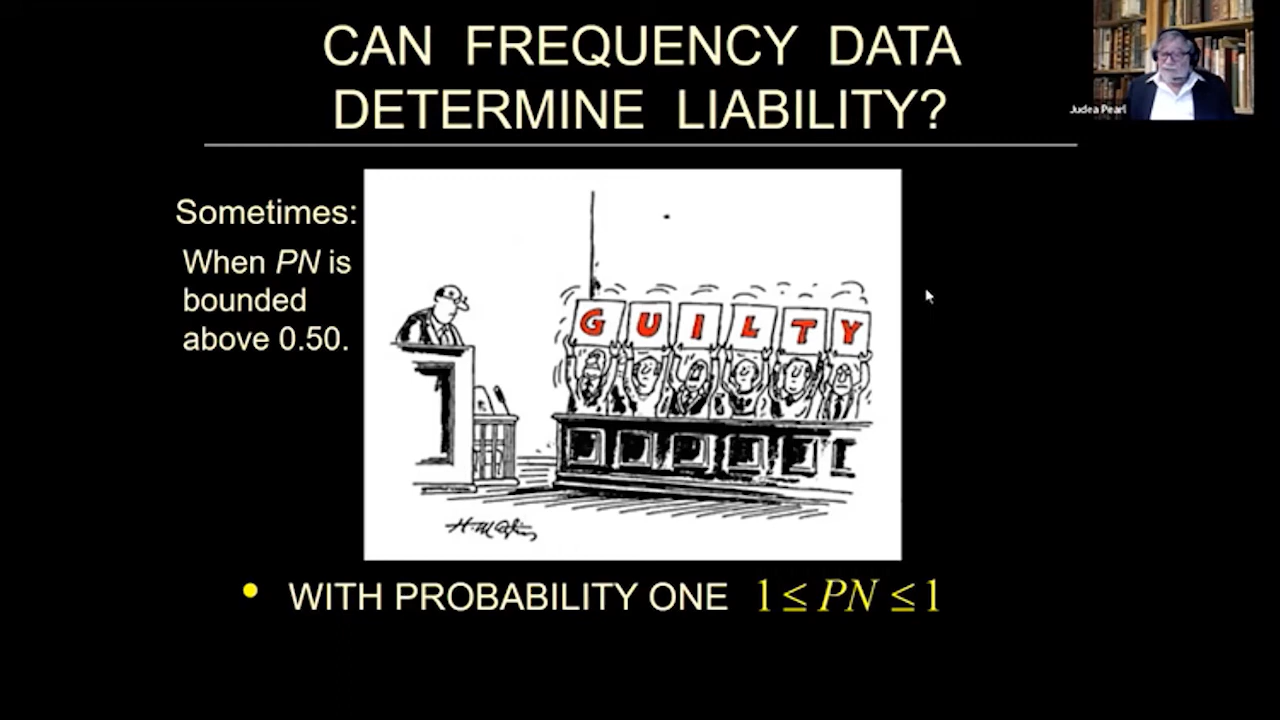 CAN FREQUENCY DATA
DETERMINE LIABILITY?
Judea Pearl
Sometimes:
When PN is
bounded
above 0.50.
G U I L T Y
• WITH PROBABILITY ONE 1 ≤ PN ≤ 1